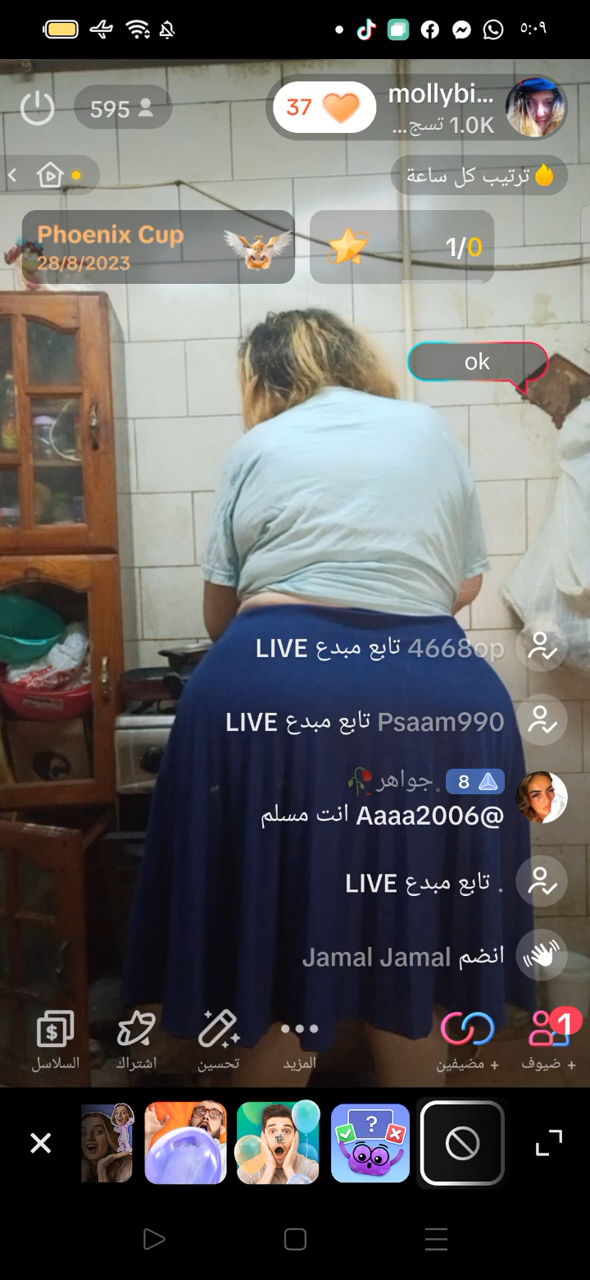 ٥:٠٩
mollybi...
37
1.0K تسج...
595
ترتيب كل ساعة
Phoenix Cup
28/8/2023
1/0
ok
4668op تابع مبدع LIVE
Psaam990 تابع مبدع LIVE
8 جواهر
@Aaaa2006 انت مسلم
. تابع مبدع LIVE
Jamal Jamal انضم
1
+ ضيوف
+ مضيفين
المزيد
تحسين
اشتراك
السلاسل
?